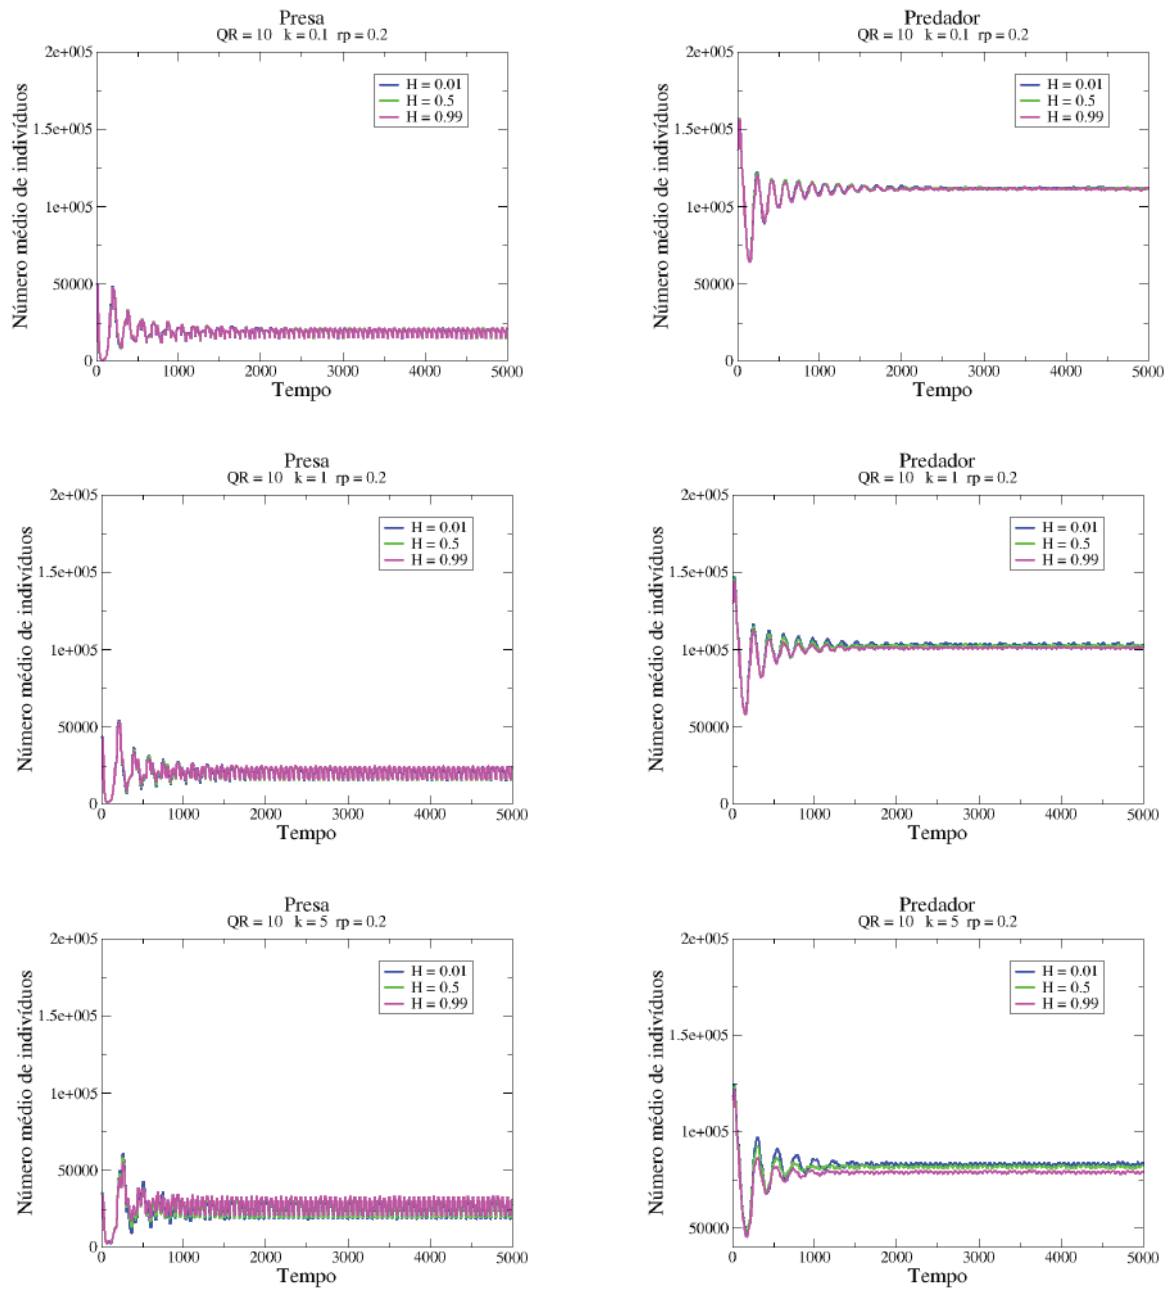 Presa
QR = 10 k = 0.1 rp = 0.2
2e+005
1.5e+005
1e+005
50000
0
H = 0.01
H = 0.5
H = 0.99
Número médio de indivíduos
0 1000 2000 3000 4000 5000
Tempo
Predador
QR = 10 k = 0.1 rp = 0.2
2e+005
1.5e+005
1e+005
50000
0
H = 0.01
H = 0.5
H = 0.99
Número médio de indivíduos
0 1000 2000 3000 4000 5000
Tempo
Presa
QR = 10 k = 1 rp = 0.2
2e+005
1.5e+005
1e+005
50000
0
H = 0.01
H = 0.5
H = 0.99
Número médio de indivíduos
0 1000 2000 3000 4000 5000
Tempo
Predador
QR = 10 k = 1 rp = 0.2
2e+005
1.5e+005
1e+005
50000
0
H = 0.01
H = 0.5
H = 0.99
Número médio de indivíduos
0 1000 2000 3000 4000 5000
Tempo
Presa
QR = 10 k = 5 rp = 0.2
2e+005
1.5e+005
1e+005
50000
0
H = 0.01
H = 0.5
H = 0.99
Número médio de indivíduos
0 1000 2000 3000 4000 5000
Tempo
Predador
QR = 10 k = 5 rp = 0.2
2e+005
1.5e+005
1e+005
50000
H = 0.01
H = 0.5
H = 0.99
Número médio de indivíduos
0 1000 2000 3000 4000 5000
Tempo